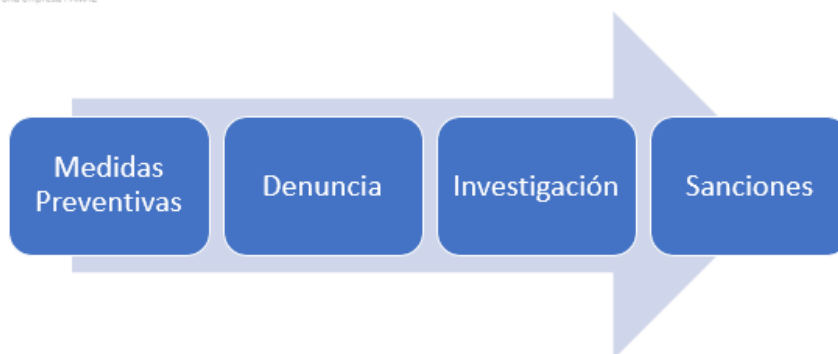 Medidas
Preventivas
Denuncia
Investigación
Sanciones